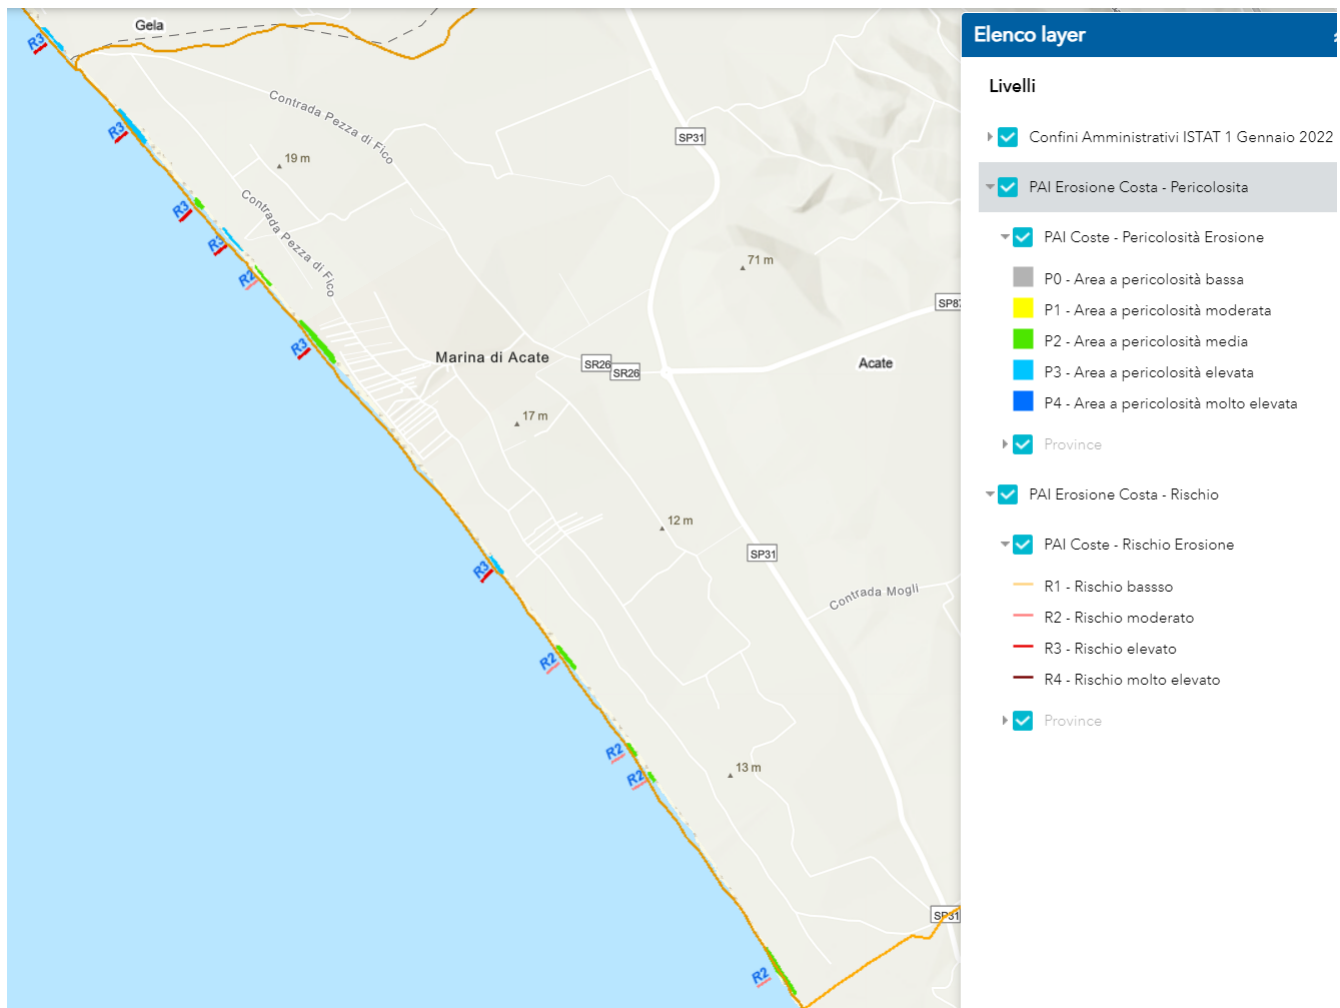 Gela
R3
Contrada Pezza di Fico
R3
SP31
19 m
Contrada Pezza di Fico
R3
R3
71 m
R2
SP87
R3
Marina di Acate
SR26
SR26
Acate
17 m
12 m
SP31
R3
Contrada Mogli
R2
R2
R2
13 m
SP31
R2
Elenco layer
Livelli
Confini Amministrativi ISTAT 1 Gennaio 2022
PAI Erosione Costa - Pericolosita
PAI Coste - Pericolosità Erosione
P0 - Area a pericolosità bassa
P1 - Area a pericolosità moderata
P2 - Area a pericolosità media
P3 - Area a pericolosità elevata
P4 - Area a pericolosità molto elevata
Province
PAI Erosione Costa - Rischio
PAI Coste - Rischio Erosione
R1 - Rischio bassso
R2 - Rischio moderato
R3 - Rischio elevato
R4 - Rischio molto elevato
Province